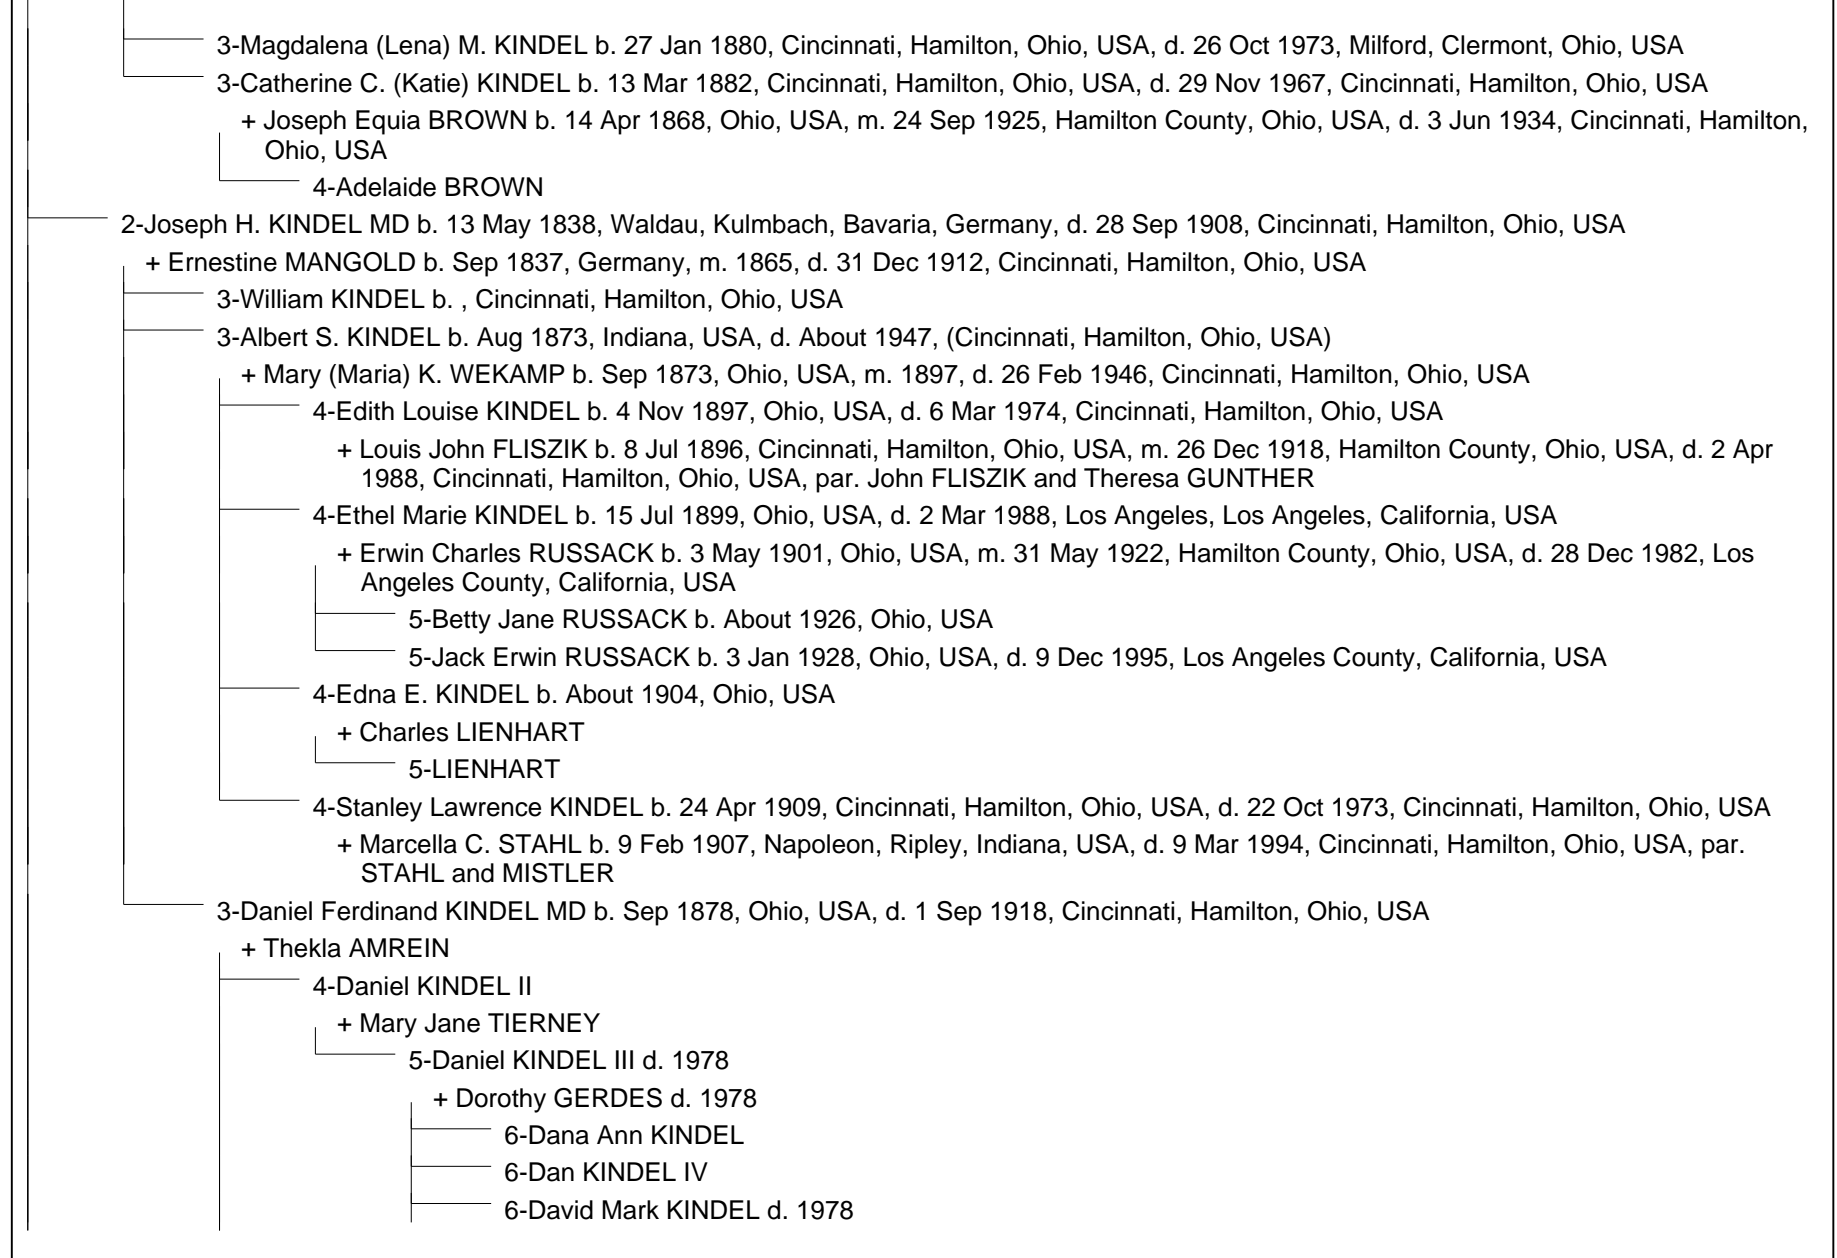 3-Magdalena (Lena) M. KINDEL b. 27 Jan 1880, Cincinnati, Hamilton, Ohio, USA, d. 26 Oct 1973, Milford, Clermont, Ohio, USA
3-Catherine C. (Katie) KINDEL b. 13 Mar 1882, Cincinnati, Hamilton, Ohio, USA, d. 29 Nov 1967, Cincinnati, Hamilton, Ohio, USA
+ Joseph Equia BROWN b. 14 Apr 1868, Ohio, USA, m. 24 Sep 1925, Hamilton County, Ohio, USA, d. 3 Jun 1934, Cincinnati, Hamilton,
Ohio, USA
4-Adelaide BROWN
2-Joseph H. KINDEL MD b. 13 May 1838, Waldau, Kulmbach, Bavaria, Germany, d. 28 Sep 1908, Cincinnati, Hamilton, Ohio, USA
+ Ernestine MANGOLD b. Sep 1837, Germany, m. 1865, d. 31 Dec 1912, Cincinnati, Hamilton, Ohio, USA
3-William KINDEL b. , Cincinnati, Hamilton, Ohio, USA
3-Albert S. KINDEL b. Aug 1873, Indiana, USA, d. About 1947, (Cincinnati, Hamilton, Ohio, USA)
+ Mary (Maria) K. WEKAMP b. Sep 1873, Ohio, USA, m. 1897, d. 26 Feb 1946, Cincinnati, Hamilton, Ohio, USA
4-Edith Louise KINDEL b. 4 Nov 1897, Ohio, USA, d. 6 Mar 1974, Cincinnati, Hamilton, Ohio, USA
+ Louis John FLISZIK b. 8 Jul 1896, Cincinnati, Hamilton, Ohio, USA, m. 26 Dec 1918, Hamilton County, Ohio, USA, d. 2 Apr
1988, Cincinnati, Hamilton, Ohio, USA, par. John FLISZIK and Theresa GUNTHER
4-Ethel Marie KINDEL b. 15 Jul 1899, Ohio, USA, d. 2 Mar 1988, Los Angeles, Los Angeles, California, USA
+ Erwin Charles RUSSACK b. 3 May 1901, Ohio, USA, m. 31 May 1922, Hamilton County, Ohio, USA, d. 28 Dec 1982, Los
Angeles County, California, USA
5-Betty Jane RUSSACK b. About 1926, Ohio, USA
5-Jack Erwin RUSSACK b. 3 Jan 1928, Ohio, USA, d. 9 Dec 1995, Los Angeles County, California, USA
4-Edna E. KINDEL b. About 1904, Ohio, USA
+ Charles LIENHART
5-LIENHART
4-Stanley Lawrence KINDEL b. 24 Apr 1909, Cincinnati, Hamilton, Ohio, USA, d. 22 Oct 1973, Cincinnati, Hamilton, Ohio, USA
+ Marcella C. STAHL b. 9 Feb 1907, Napoleon, Ripley, Indiana, USA, d. 9 Mar 1994, Cincinnati, Hamilton, Ohio, USA, par.
STAHL and MISTLER
3-Daniel Ferdinand KINDEL MD b. Sep 1878, Ohio, USA, d. 1 Sep 1918, Cincinnati, Hamilton, Ohio, USA
+ Thekla AMREIN
4-Daniel KINDEL II
+ Mary Jane TIERNEY
5-Daniel KINDEL III d. 1978
+ Dorothy GERDES d. 1978
6-Dana Ann KINDEL
6-Dan KINDEL IV
6-David Mark KINDEL d. 1978